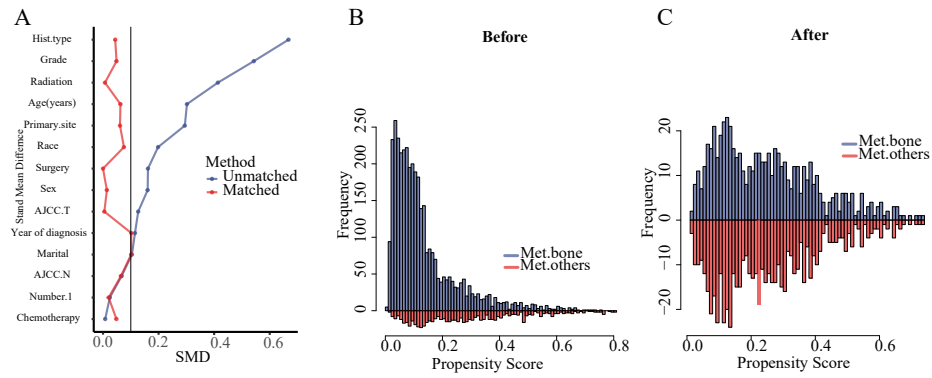 A
Stand Mean Diffemce
Hist.type
Grade
Radiation
Age(years)
Primary.site
Race
Surgery
Sex
AJCC.T
Year of diagnosis
Marital
AJCC.N
Number.1
Chemotherapy
Method
Unmatched
Matched
0.0 0.2 0.4 0.6
SMD
B
Before
Frequency
250
200
150
100
50
0
Met.bone
Met.others
0.0 0.2 0.4 0.6 0.8
Propensity Score
C
After
Frequency
20
10
0
-10
-20
Met.bone
Met.others
0.0 0.2 0.4 0.6
Propensity Score